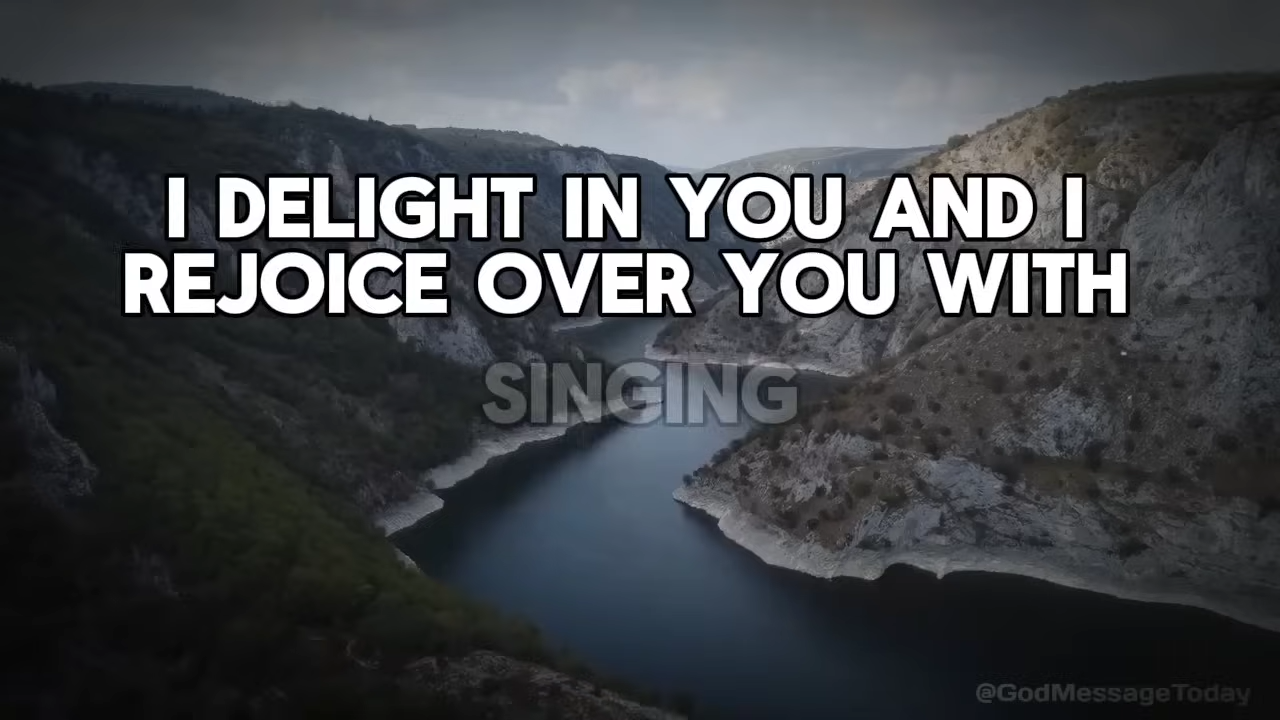 I DELIGHT IN YOU AND I
REJOICE OVER YOU WITH
SINGING
@GodMessageToday